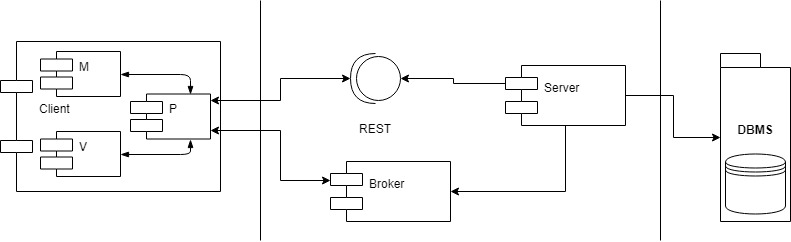 M
Client
P
V
REST
Server
Broker
DBMS